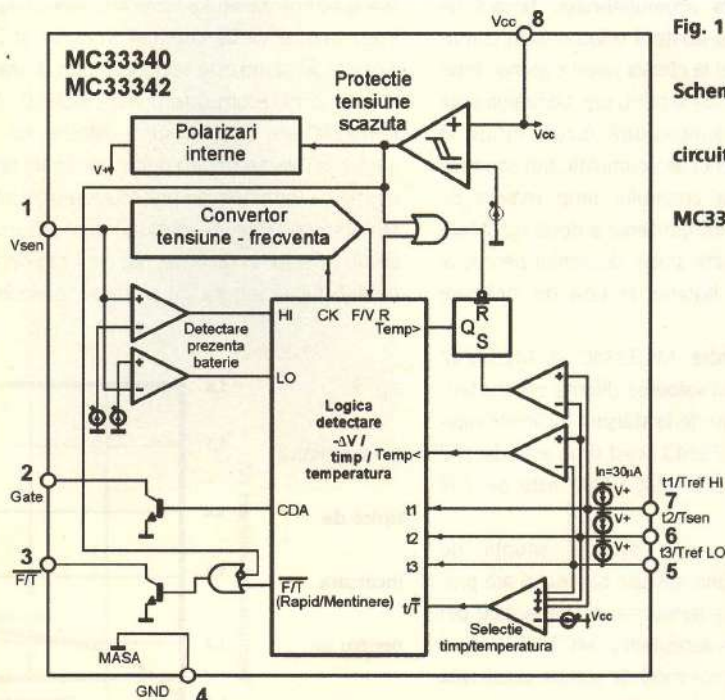 Vcc
8
Fig. 1
MC33340
MC33342
Protectie
tensiune
scazuta
Schem
Polarizari
interne
Vcc
V+
circuit
1
Convertor
tensiune - frecventa
MC33
Vsen
HI CK F/V R
Temp>
R
Q
S
Detectare
prezenta
baterie
LO
Logica
detectare
-ΔV /
timp /
temperatura
Temp<
2
Gate
In=30μA
V+
t1/Tref HI
7
CDA
t1
V+
t2/Tsen
6
3
t2
V+
t3/Tref LO
F/T
F/T
t3
5
(Rapid/Mentinere)
t/T
Vcc
Selectie
timp/temperatura
MASA
GND
4